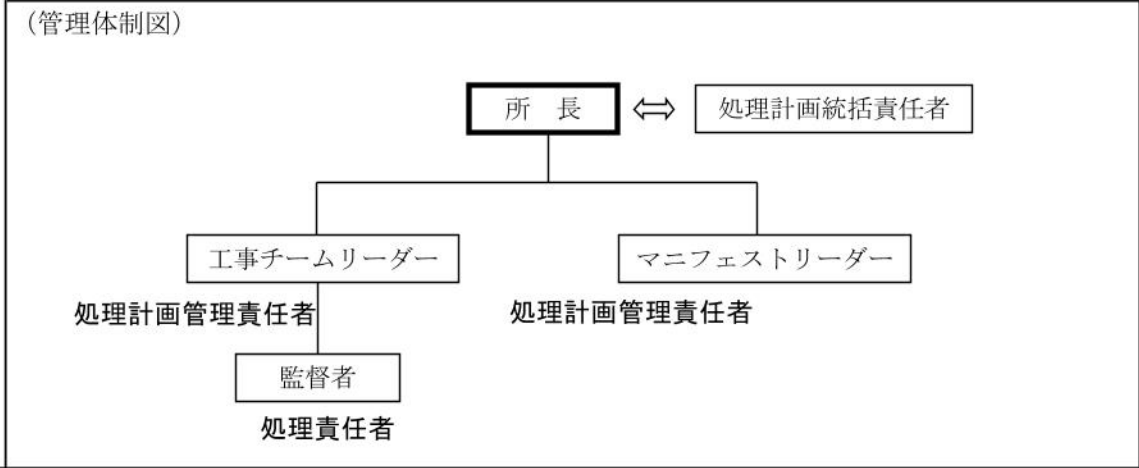 （管理体制図）
所　長 ⇔ 処理計画統括責任者
工事チームリーダー
マニフェストリーダー
処理計画管理責任者
処理計画管理責任者
監督者
処理責任者